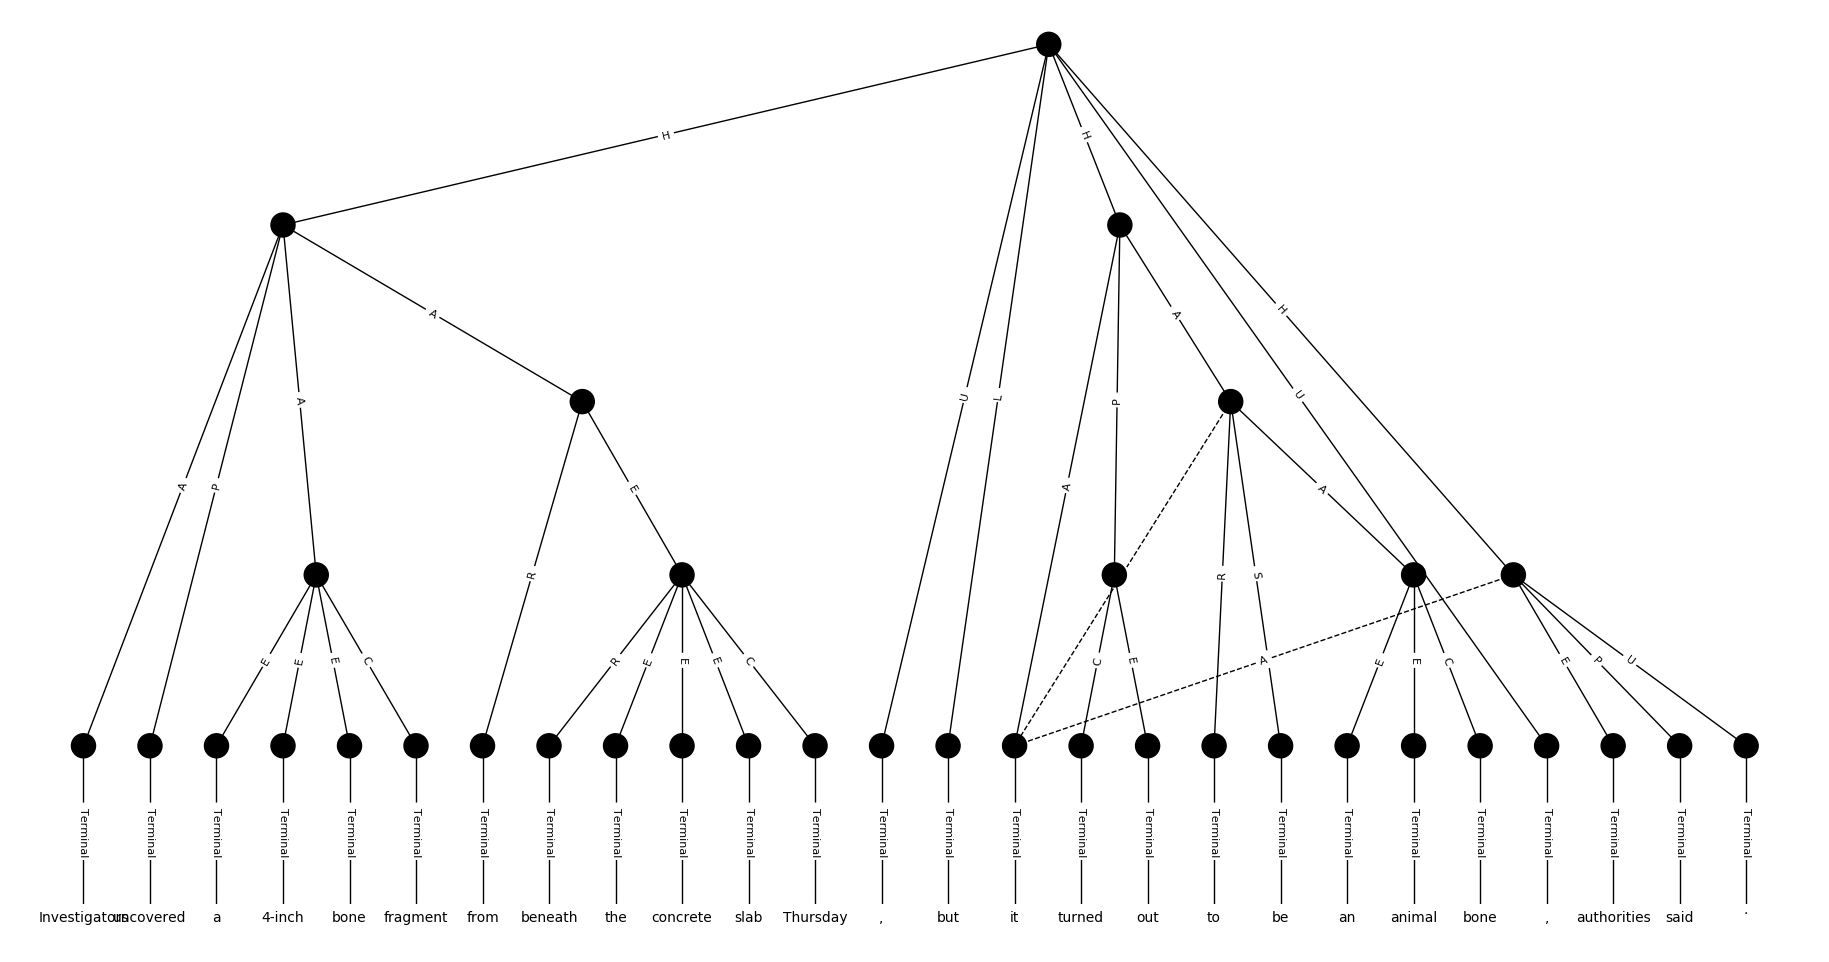 H
H
A
A
U
L
H
A
P
U
A
P
A
E
A
A
R
E
E
E
C
R
E
E
E
C
C
E
R
S
A
E
E
C
E
P
U
Terminal Terminal Terminal Terminal Terminal Terminal Terminal Terminal Terminal Terminal Terminal Terminal Terminal Terminal Terminal Terminal Terminal Terminal Terminal Terminal Terminal Terminal Terminal Terminal Terminal Terminal
Investigators uncovered a 4-inch bone fragment from beneath the concrete slab Thursday , but it turned out to be an animal bone , authorities said .